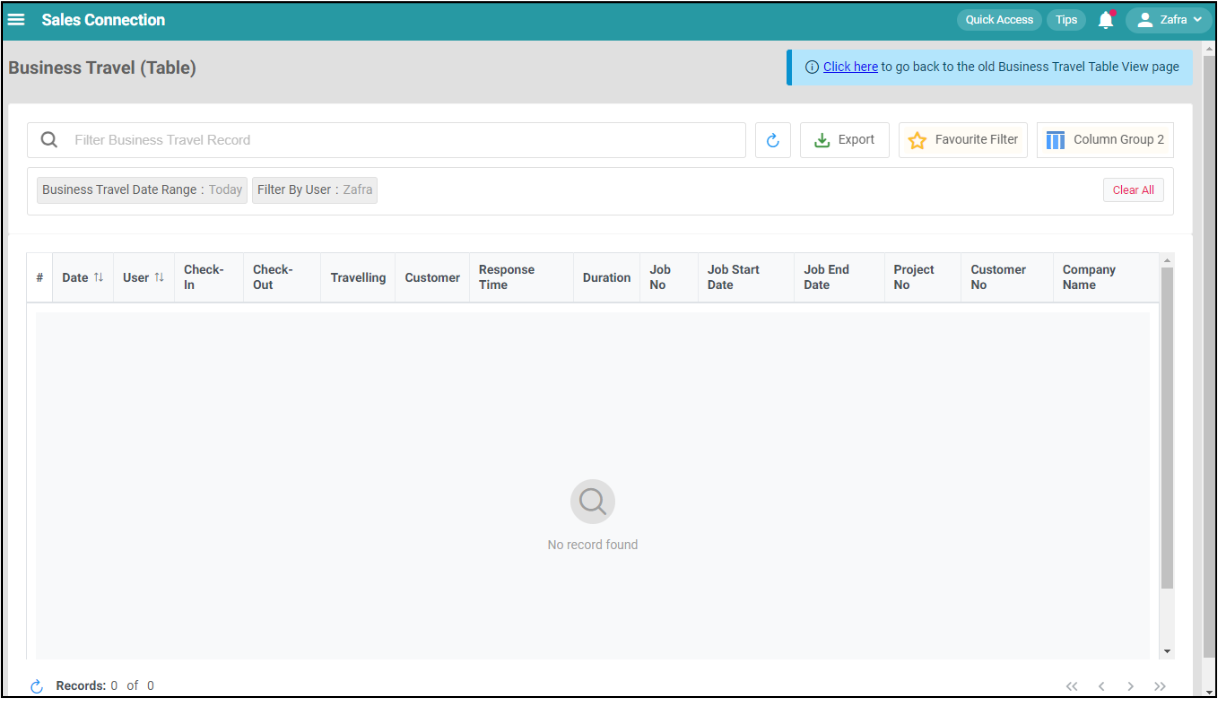 Sales Connection
Quick Access
Tips
Zafra
Business Travel (Table)
Click here to go back to the old Business Travel Table View page
Filter Business Travel Record
Export
Favourite Filter
Column Group 2
Business Travel Date Range : Today
Filter By User : Zafra
Clear All
#
Date
User
Check-
In
Check-
Out
Travelling
Customer
Response
Time
Duration
Job
No
Job Start
Date
Job End
Date
Project
No
Customer
No
Company
Name
No record found
Records: 0 of 0